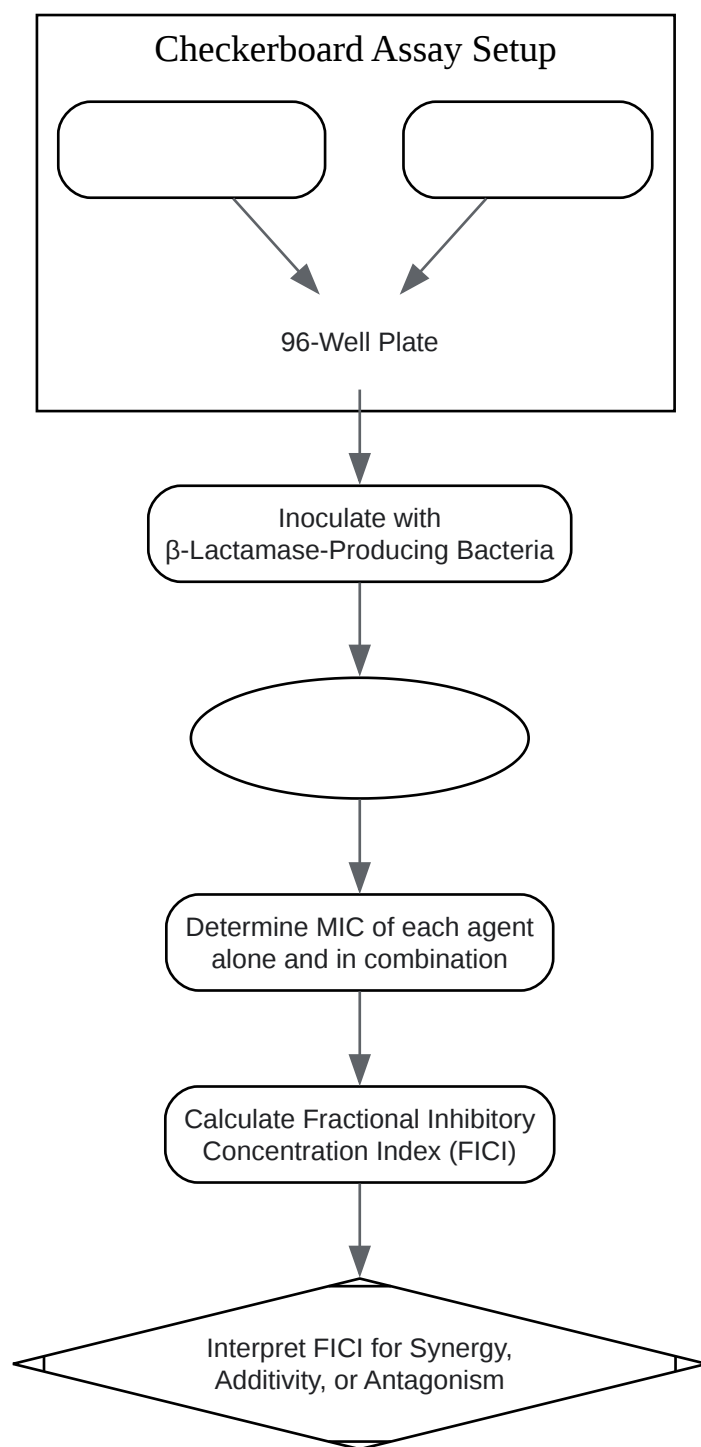 Checkerboard Assay Setup
96-Well Plate
Inoculate with
β-Lactamase-Producing Bacteria
Determine MIC of each agent
alone and in combination
Calculate Fractional Inhibitory
Concentration Index (FICI)
Interpret FICI for Synergy,
Additivity, or Antagonism